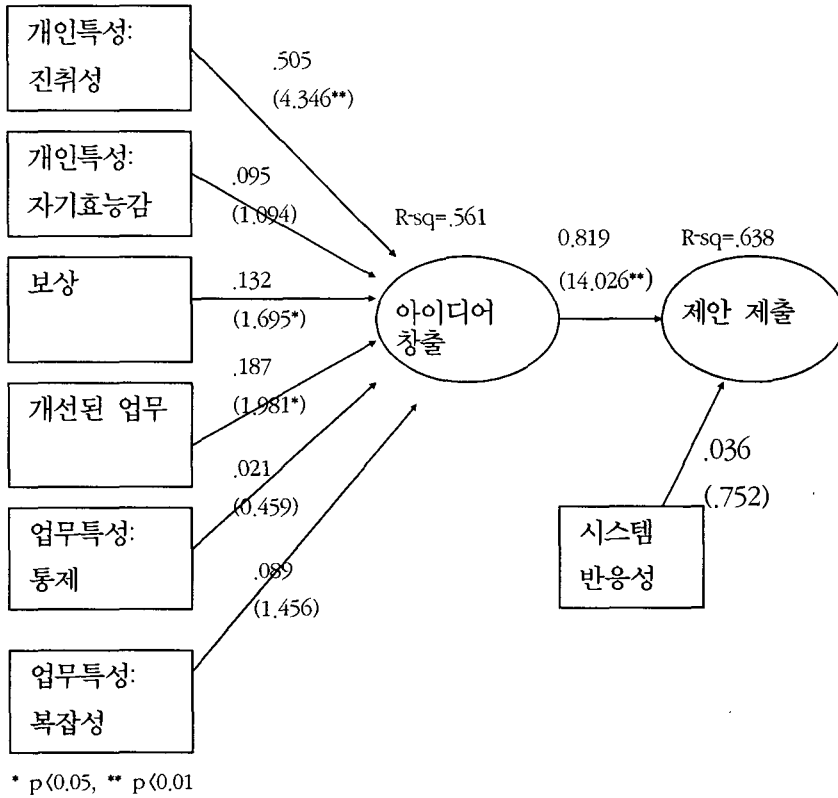 개인특성:
진취성
.505
(4.346**)
개인특성:
자기효능감
.095
(1.094)
R-sq=.561
0.819
(14.026**)
R-sq=.638
보상
.132
(1.695*)
아이디어
창출
제안 제출
개선된 업무
.187
(1.981*)
.021
(0.459)
.036
(.752)
업무특성:
통제
.089
(1.456)
시스템
반응성
업무특성:
복잡성
* p<0.05, ** p<0.01